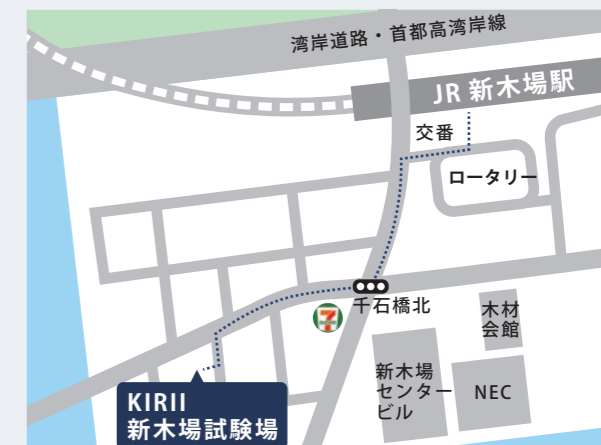 湾岸道路・首都高湾岸線
JR 新木場駅
交番
ロータリー
千石橋北
木材
会館
新木場
センター
ビル
NEC
KIRII
新木場試験場